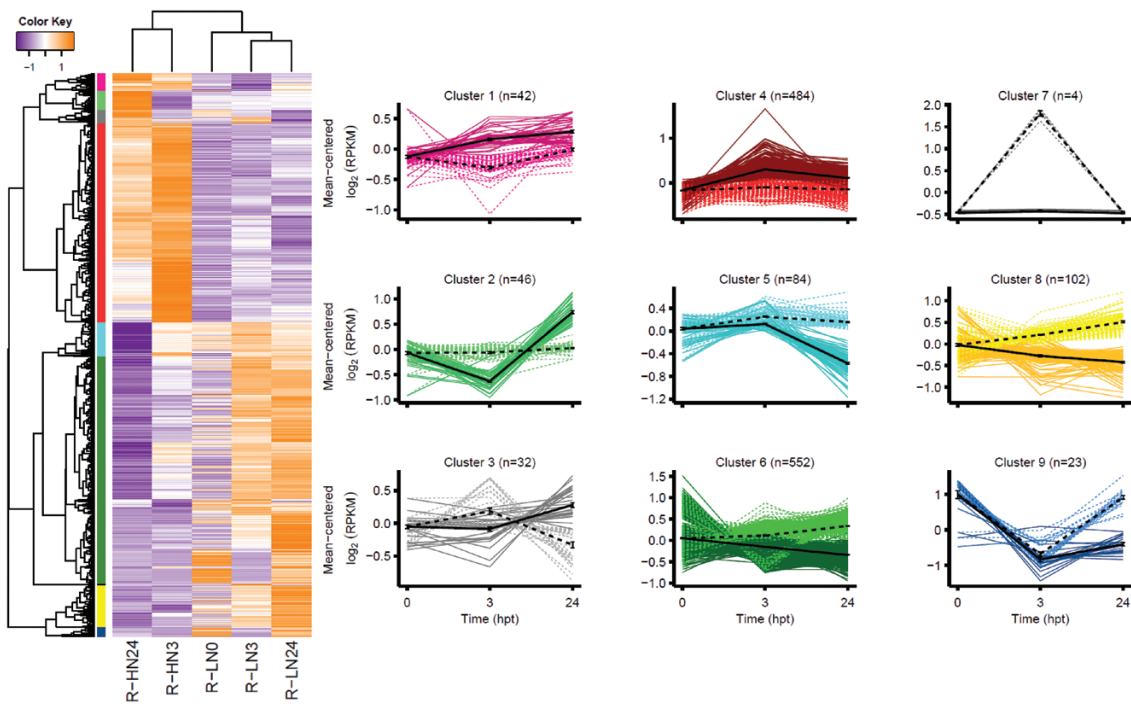 Color Key
−1 1
R-HN24
R-HN3
R-LN0
R-LN3
R-LN24
Cluster 1 (n=42)
Mean-centered
log2 (RPKM)
0.5
0.0
−0.5
−1.0
Cluster 4 (n=484)
1
0
Cluster 7 (n=4)
2.0
1.5
1.0
0.5
0.0
−0.5
Cluster 2 (n=46)
Mean-centered
log2 (RPKM)
1.0
0.5
0.0
−0.5
−1.0
Cluster 5 (n=84)
0.4
0.0
−0.4
−0.8
−1.2
Cluster 8 (n=102)
1.0
0.5
0.0
−0.5
−1.0
Cluster 3 (n=32)
Mean-centered
log2 (RPKM)
0.5
0.0
−0.5
0 3 24
Time (hpt)
Cluster 6 (n=552)
1.5
1.0
0.5
0.0
−0.5
−1.0
0 3 24
Time (hpt)
Cluster 9 (n=23)
1
0
−1
0 3 24
Time (hpt)